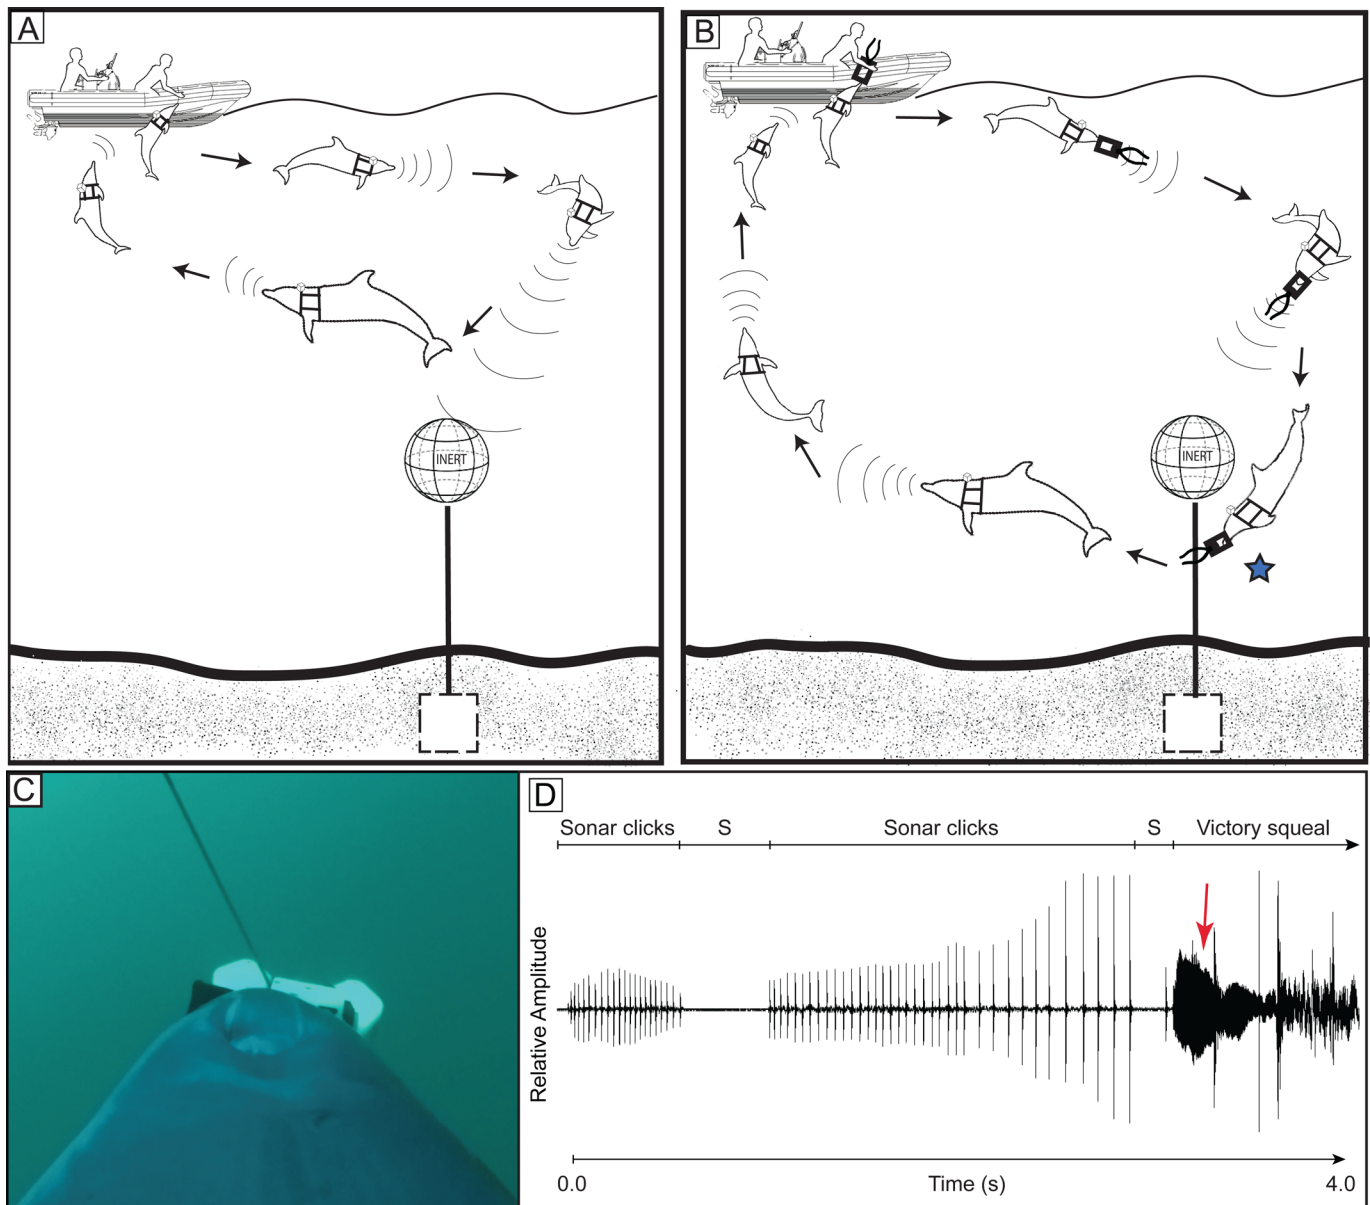 A
B
INERT
INERT
C
D
Sonar clicks S Sonar clicks S Victory squeal
Relative Amplitude
0.0 Time (s) 4.0